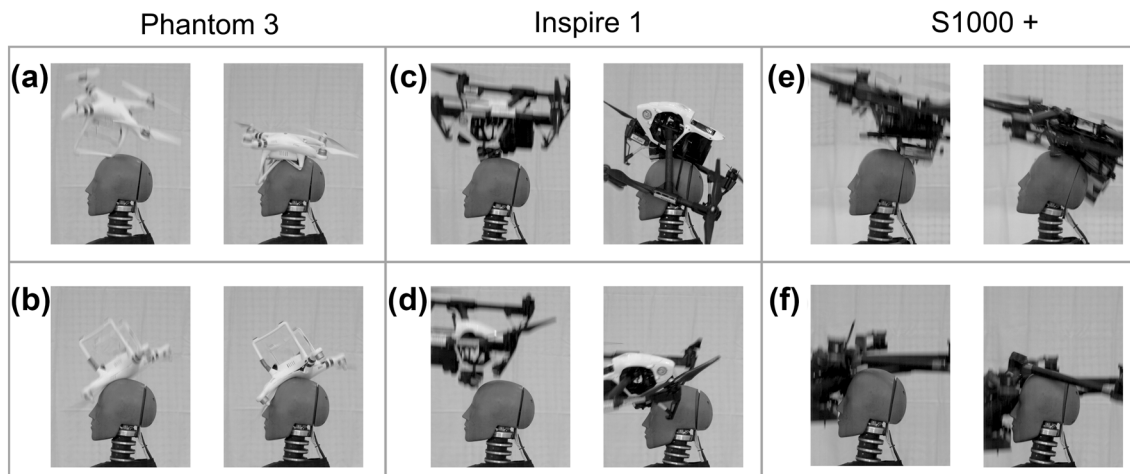 Phantom 3
Inspire 1
S1000 +
(a)
(c)
(e)
(b)
(d)
(f)